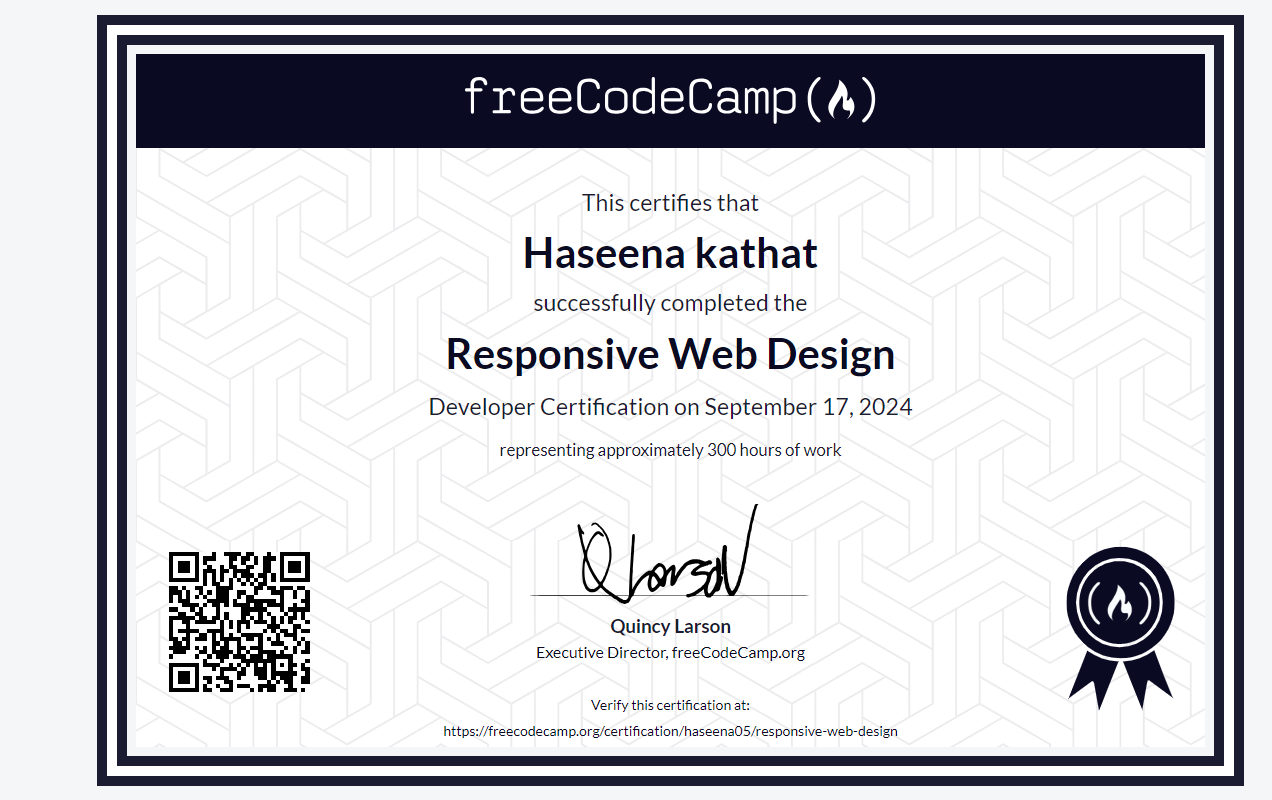 freeCodeCamp(🔥)
This certifies that
Haseena kathat
successfully completed the
Responsive Web Design
Developer Certification on September 17, 2024
representing approximately 300 hours of work
Q Larson
Quincy Larson
Executive Director, freeCodeCamp.org
Verify this certification at:
https://freecodecamp.org/certification/haseena05/responsive-web-design